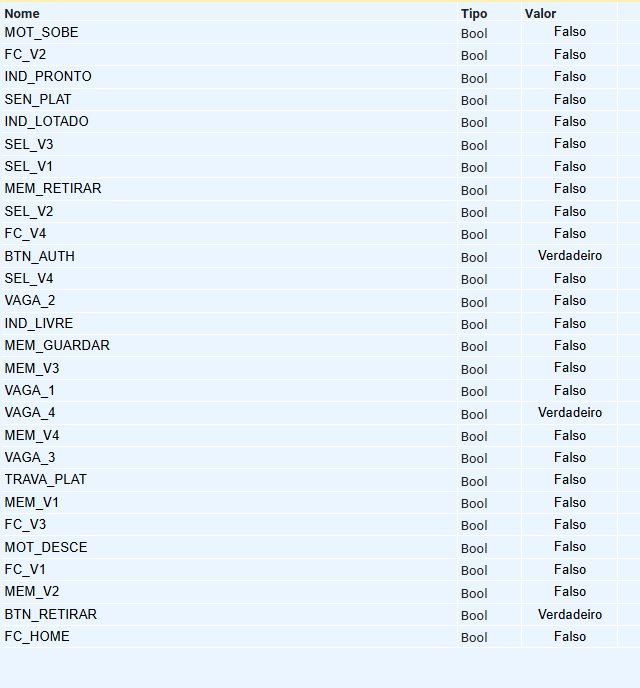 Nome Tipo Valor
MOT_SOBE Bool Falso
FC_V2 Bool Falso
IND_PRONTO Bool Falso
SEN_PLAT Bool Falso
IND_LOTADO Bool Falso
SEL_V3 Bool Falso
SEL_V1 Bool Falso
MEM_RETIRAR Bool Falso
SEL_V2 Bool Falso
FC_V4 Bool Falso
BTN_AUTH Bool Verdadeiro
SEL_V4 Bool Falso
VAGA_2 Bool Falso
IND_LIVRE Bool Falso
MEM_GUARDAR Bool Falso
MEM_V3 Bool Falso
VAGA_1 Bool Falso
VAGA_4 Bool Verdadeiro
MEM_V4 Bool Falso
VAGA_3 Bool Falso
TRAVA_PLAT Bool Falso
MEM_V1 Bool Falso
FC_V3 Bool Falso
MOT_DESCE Bool Falso
FC_V1 Bool Falso
MEM_V2 Bool Falso
BTN_RETIRAR Bool Verdadeiro
FC_HOME Bool Falso